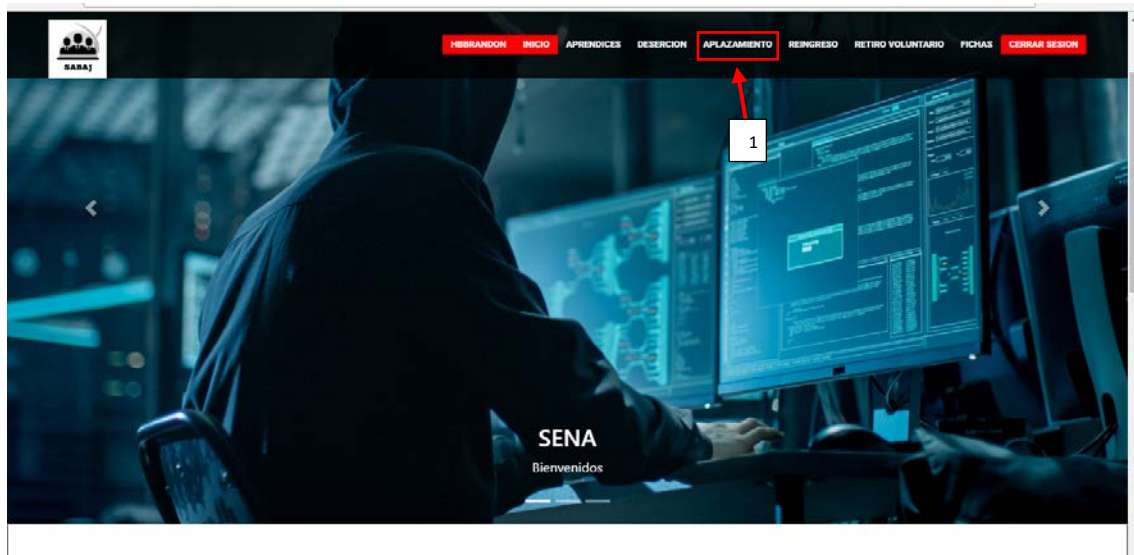 SABAJ
HBBRANDON INICIO APRENDICES DESERCION APLAZAMIENTO REINGRESO RETIRO VOLUNTARIO FICHAS CERRAR SESION
1
SENA
Bienvenidos